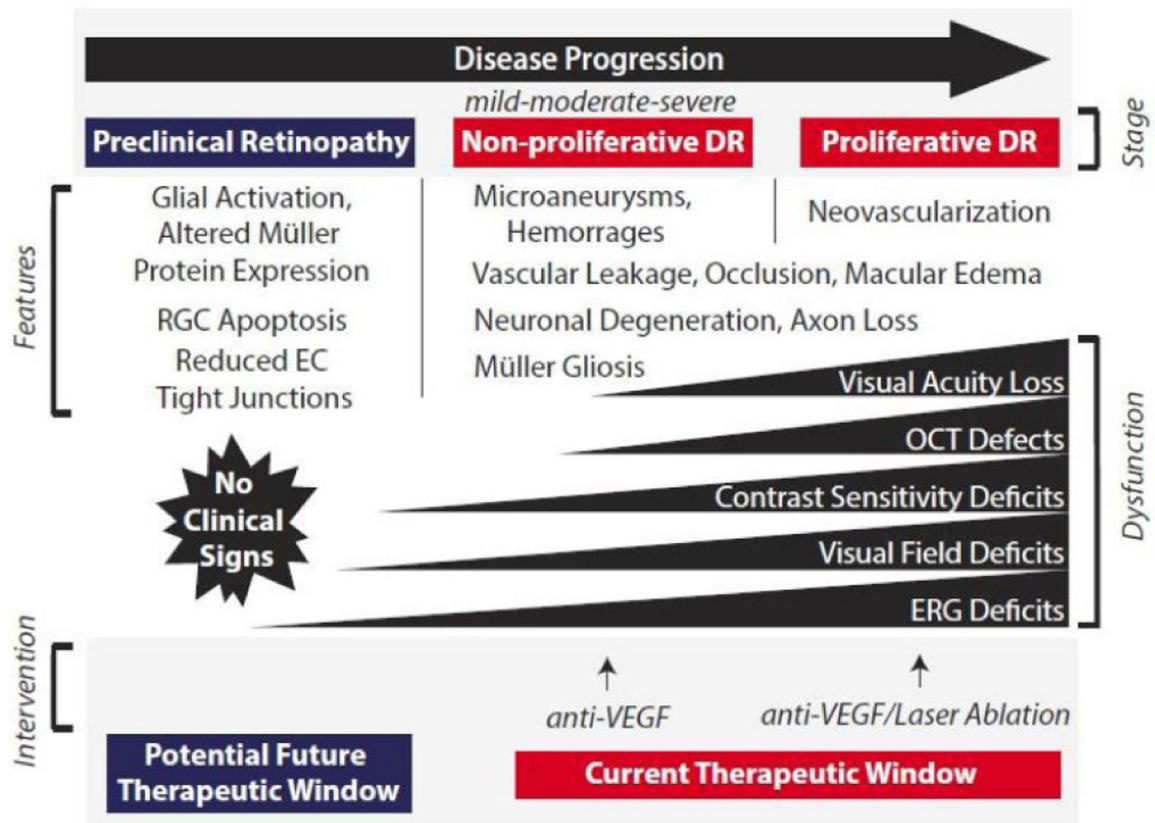 Disease Progression
mild-moderate-severe
Preclinical Retinopathy
Non-proliferative DR
Proliferative DR
Stage
Features
Glial Activation,
Altered Müller
Protein Expression
RGC Apoptosis
Reduced EC
Tight Junctions
Microaneurysms,
Hemorrages
Neovascularization
Vascular Leakage, Occlusion, Macular Edema
Neuronal Degeneration, Axon Loss
Müller Gliosis
Visual Acuity Loss
OCT Defects
Contrast Sensitivity Deficits
Visual Field Deficits
ERG Deficits
Dysfunction
No
Clinical
Signs
Intervention
anti-VEGF
anti-VEGF/Laser Ablation
Potential Future
Therapeutic Window
Current Therapeutic Window